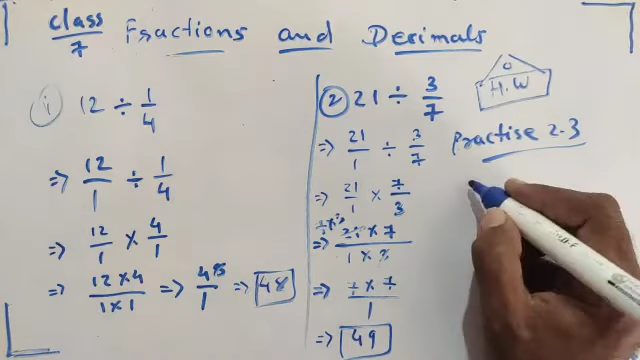 Class 7 Fractions and Desimals
1) 12 ÷ 1/4
=> 12/1 ÷ 1/4
=> 12/1 × 4/1
=> 12×4/1×1 => 48/1 => 48
2 21 ÷ 3/7
=> 21/1 ÷ 3/7
=> 21/1 × 7/3
=> 21 × 7/1 × 3
=> 7 × 7/1
=> 49
H.W
Practise 2.3